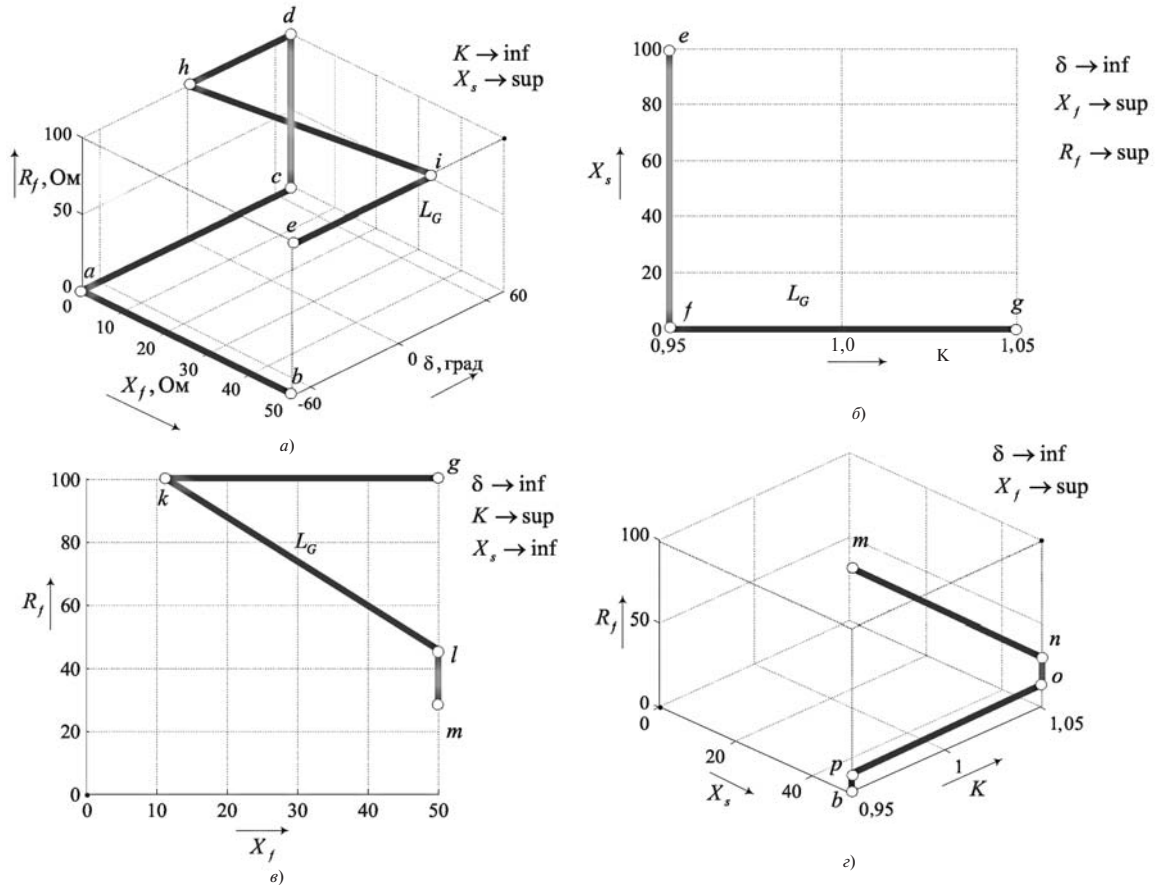 d
K → inf
X_s → sup
h
100
R_f, Ом
50
i
c
e
L_G
a
0
0
10
20
30
40
50
b
-60
0
60
δ, град
X_f, Ом
а)
e
100
80
60
40
20
0
X_s
f
L_G
g
0,95
1,0
K
1,05
δ → inf
X_f → sup
R_f → sup
б)
100
80
60
40
20
0
R_f
k
g
L_G
l
m
0
10
20
30
40
50
X_f
δ → inf
K → sup
X_s → inf
в)
δ → inf
X_f → sup
100
50
0
R_f
m
n
o
p
b
0
20
40
X_s
0,95
1
1,05
K
г)